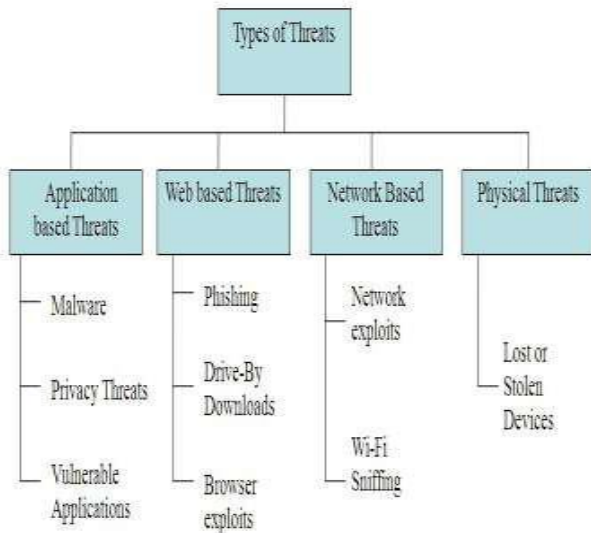 Types of Threats
Application
based Threats
Web based Threats
Network Based
Threats
Physical Threats
Malware
Privacy Threats
Vulnerable
Applications
Phishing
Drive-By
Downloads
Browser
exploits
Network
exploits
Wi-Fi
Sniffing
Lost or
Stolen
Devices